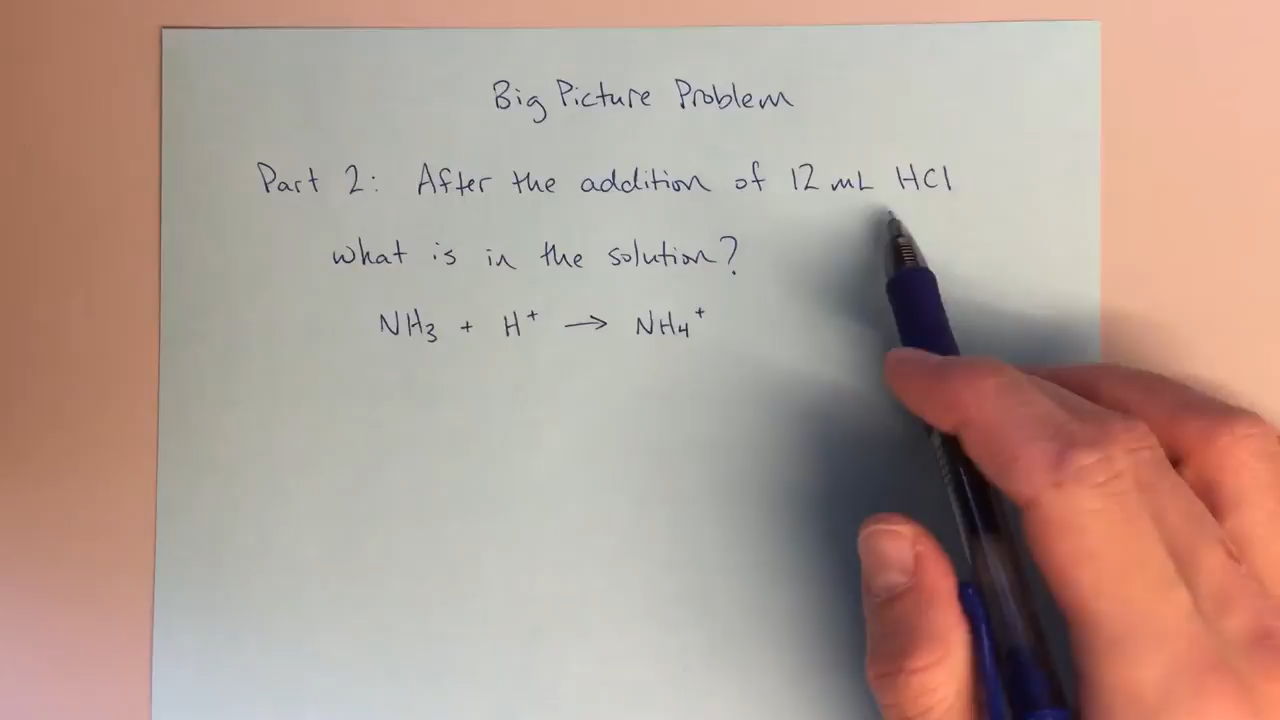 Big Picture Problem
Part 2: After the addition of 12 mL HCl
what is in the solution?
NH₃ + H⁺ → NH₄⁺